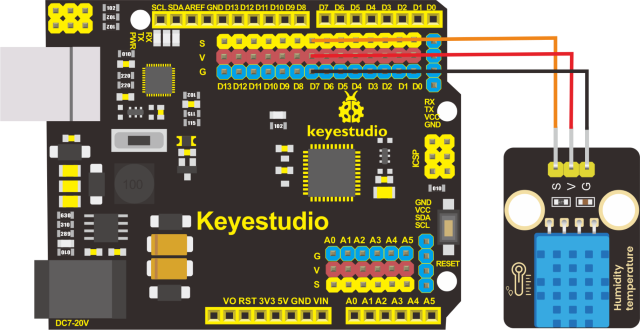 SCL SDA AREF GND D13 D12 D11 D10 D9 D8 D7 D6 D5 D4 D3 D2 D1 D0
RX
TX
PWR
S
V
G
D13 D12 D11 D10 D9 D8 D7 D6 D5 D4 D3 D2 D1 D0
RX
TX
VCC
GND
keyestudio
ICSP
100
Keyestudio
GND
VCC
SDA
SCL
RESET
A0 A1 A2 A3 A4 A5
G
V
S
VO RST 3V3 5V GND VIN
A0 A1 A2 A3 A4 A5
DC7-20V
S V G
Humidity
temperature